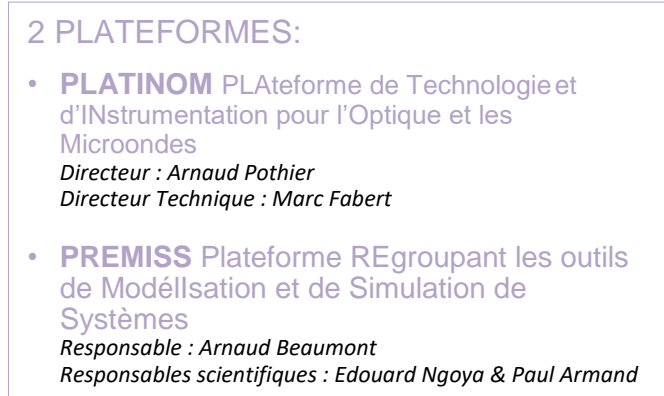 2 PLATEFORMES:
• PLATINOM PLAteforme de Technologie et
d'INstrumentation pour l'Optique et les
Microondes
Directeur : Arnaud Pothier
Directeur Technique : Marc Fabert
• PREMISS Plateforme REgroupant les outils
de ModélIsation et de Simulation de
Systèmes
Responsable : Arnaud Beaumont
Responsables scientifiques : Edouard Ngoya & Paul Armand